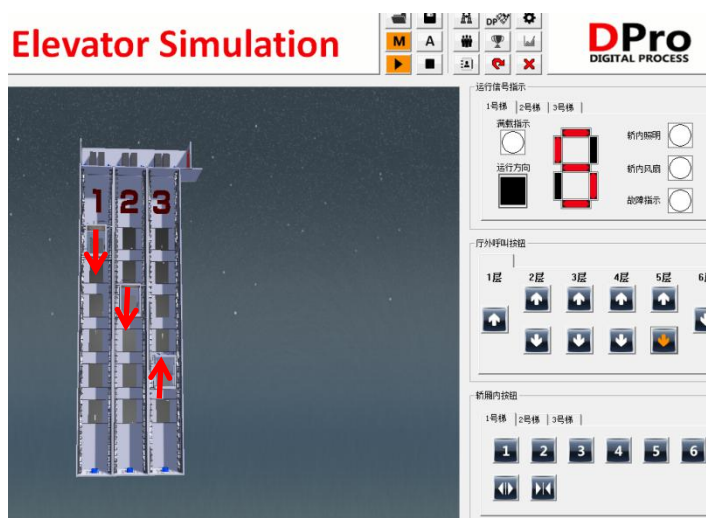 Elevator Simulation
M A
DP
DPro
DIGITAL PROCESS
运行信号指示
1号梯 2号梯 3号梯
满载指示
轿内照明
运行方向
轿内风扇
故障指示
1 2 3
厅外呼叫按钮
1层 2层 3层 4层 5层
轿厢内按钮
1号梯 2号梯 3号梯
1 2 3 4 5 6